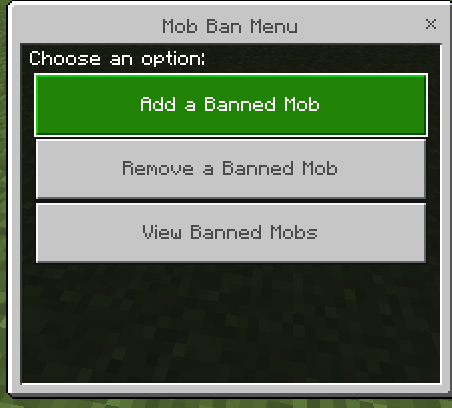 Mob Ban Menu
Choose an option:
Add a Banned Mob
Remove a Banned Mob
View Banned Mobs